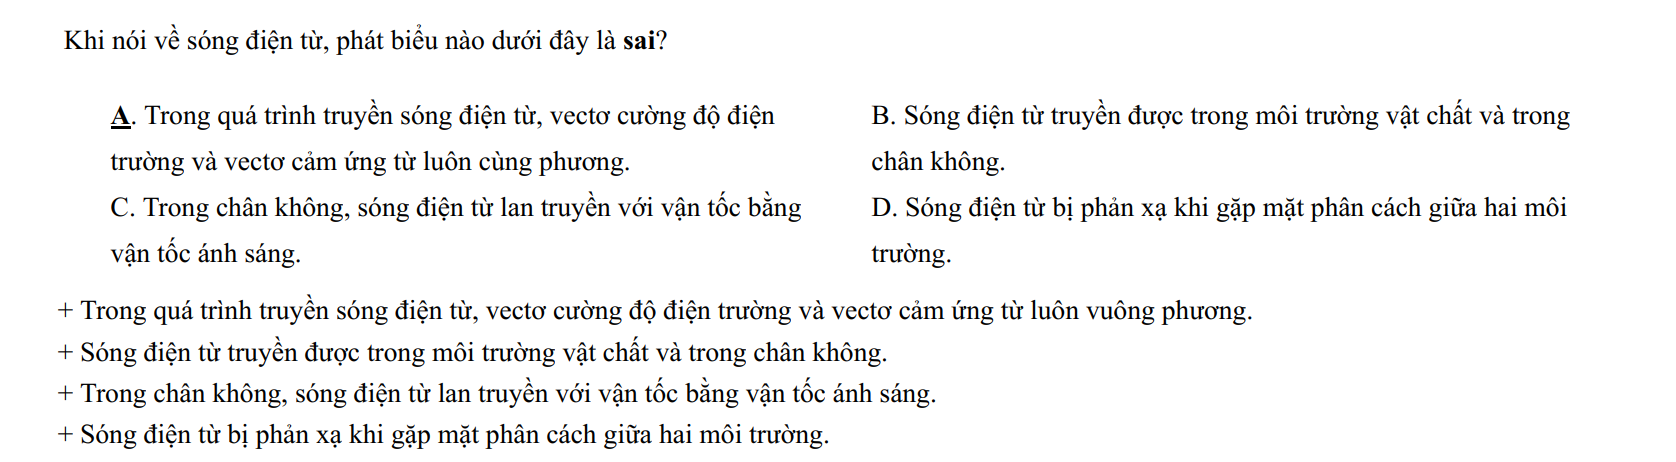 Khi nói về sóng điện từ, phát biểu nào dưới đây là sai?
A. Trong quá trình truyền sóng điện từ, vectơ cường độ điện
trường và vectơ cảm ứng từ luôn cùng phương.
B. Sóng điện từ truyền được trong môi trường vật chất và trong
chân không.
C. Trong chân không, sóng điện từ lan truyền với vận tốc bằng
vận tốc ánh sáng.
D. Sóng điện từ bị phản xạ khi gặp mặt phân cách giữa hai môi
trường.
+ Trong quá trình truyền sóng điện từ, vectơ cường độ điện trường và vectơ cảm ứng từ luôn vuông phương.
+ Sóng điện từ truyền được trong môi trường vật chất và trong chân không.
+ Trong chân không, sóng điện từ lan truyền với vận tốc bằng vận tốc ánh sáng.
+ Sóng điện từ bị phản xạ khi gặp mặt phân cách giữa hai môi trường.